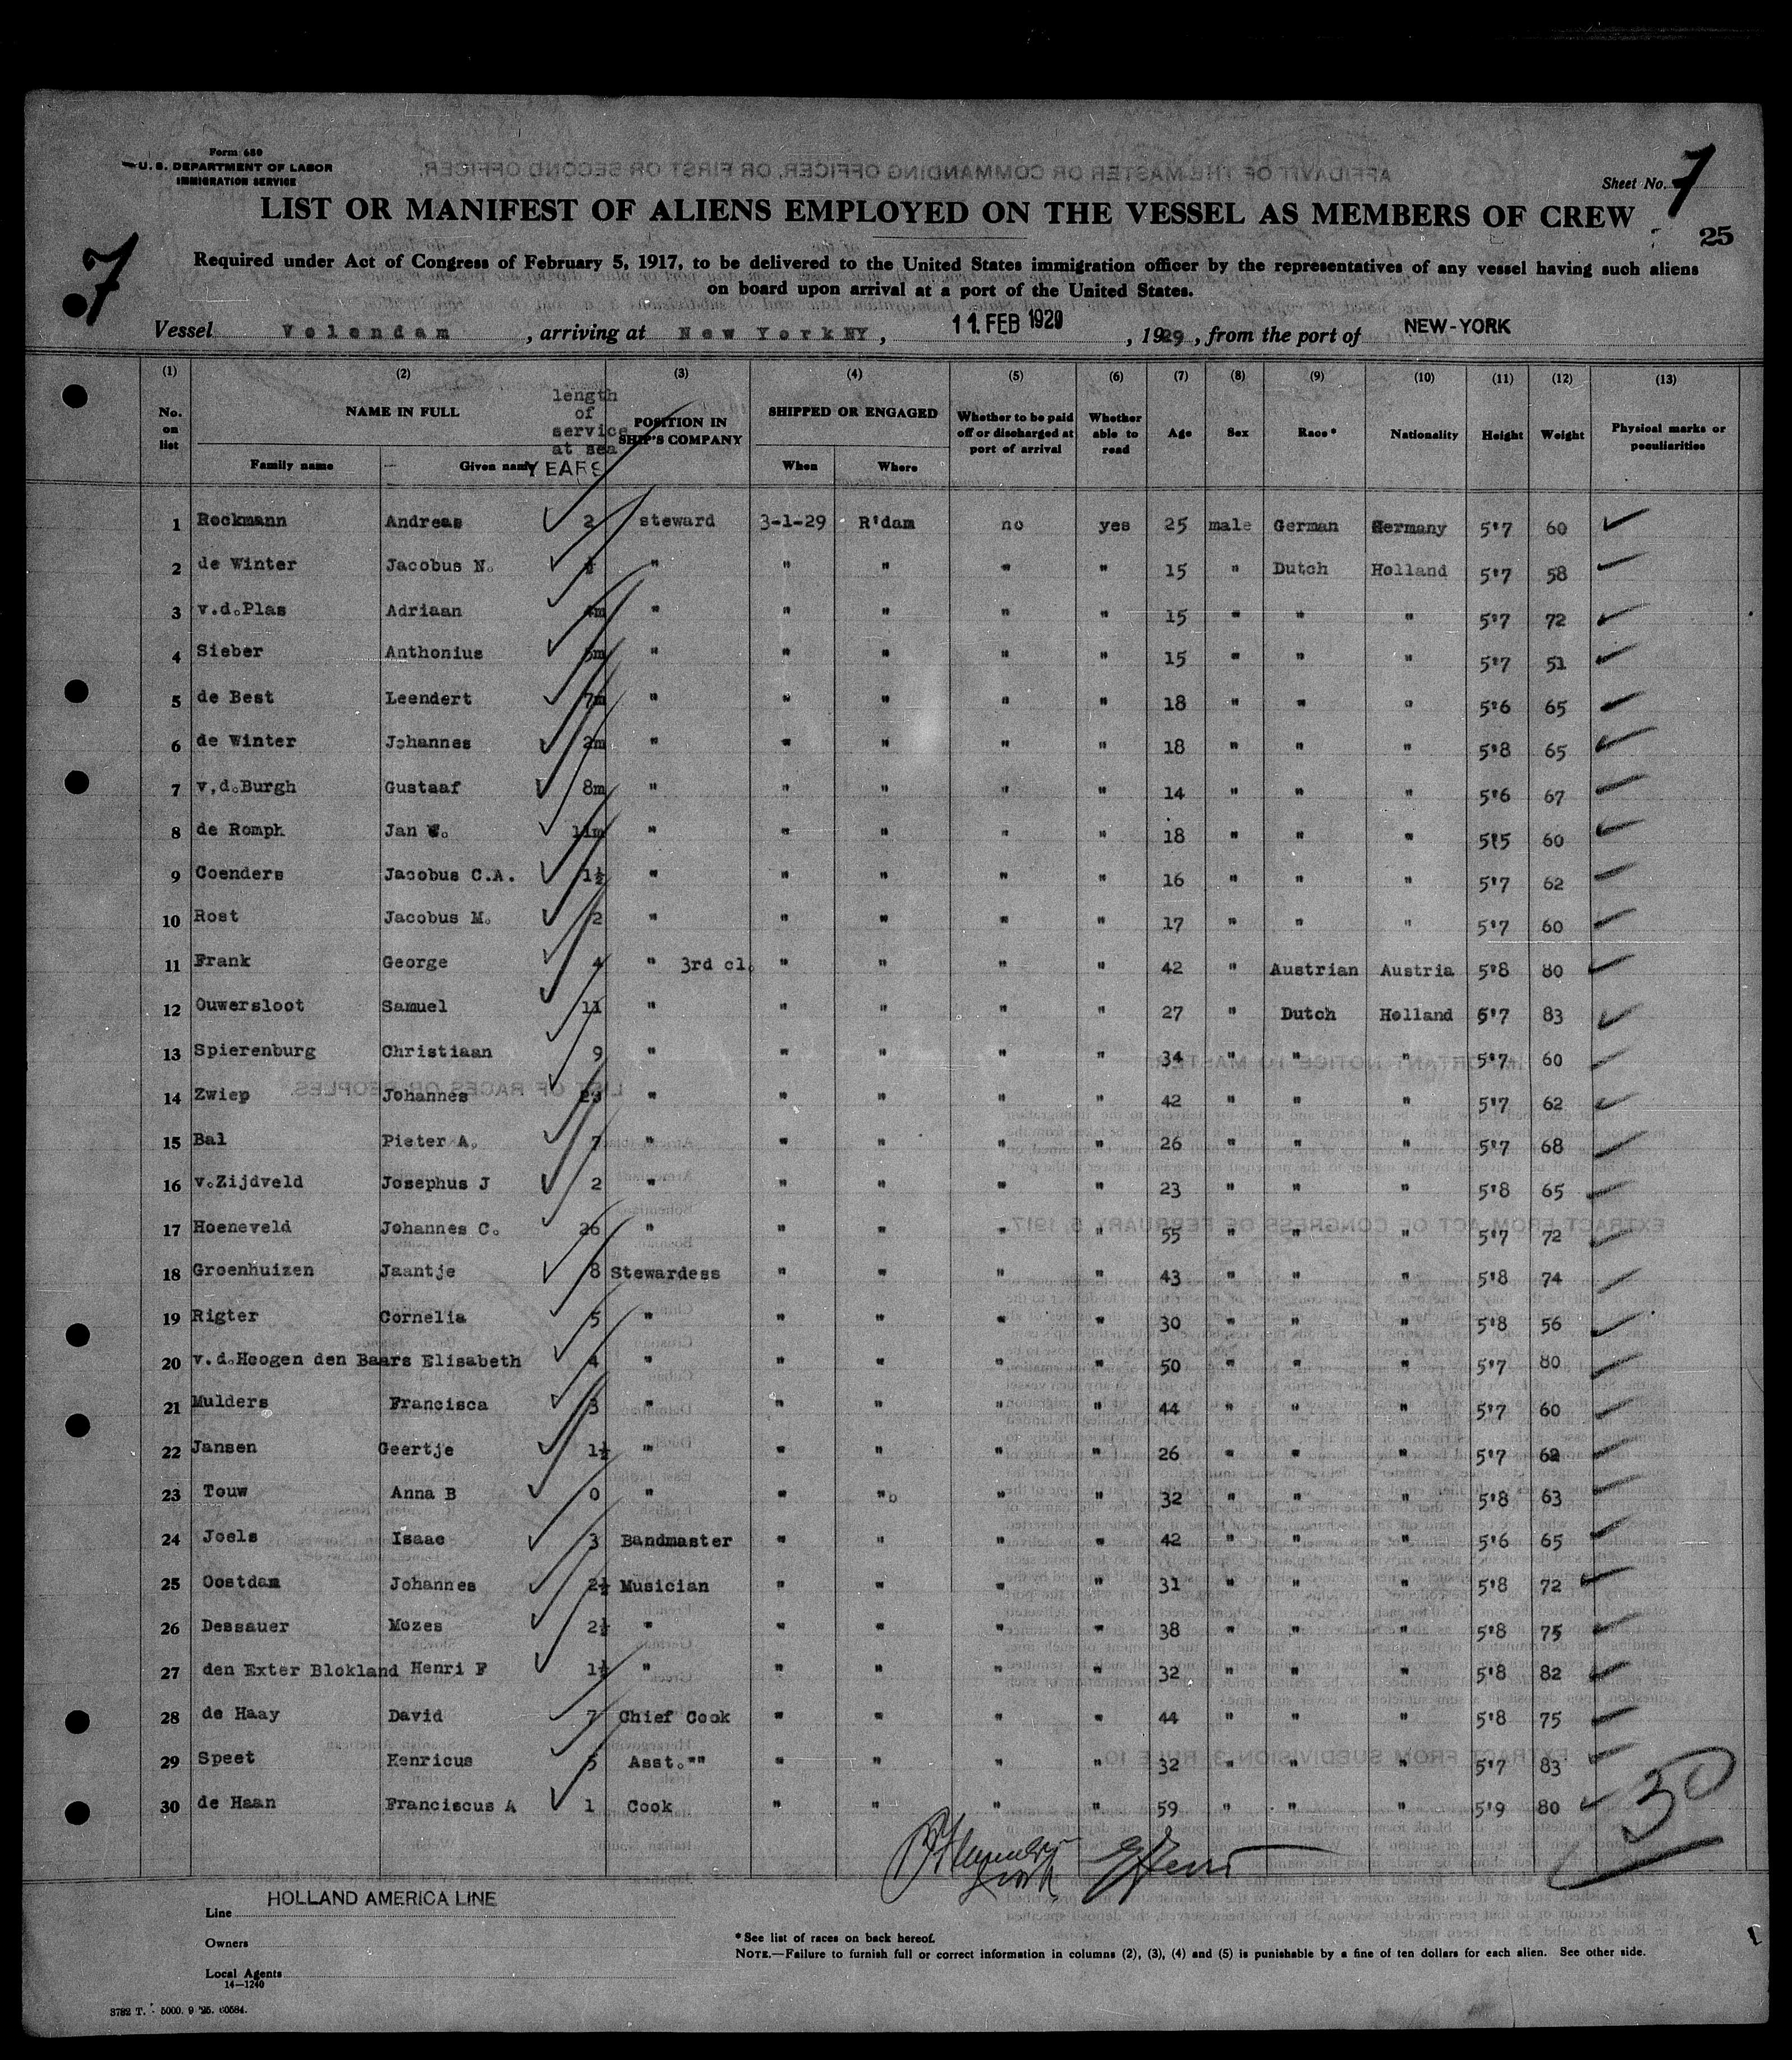 Form 680
U. S. DEPARTMENT OF LABOR
IMMIGRATION SERVICE
Sheet No. 7
LIST OR MANIFEST OF ALIENS EMPLOYED ON THE VESSEL AS MEMBERS OF CREW
25
7
Required under Act of Congress of February 5, 1917, to be delivered to the United States immigration officer by the representatives of any vessel having such aliens
on board upon arrival at a port of the United States.
Vessel Volendam, arriving at New York NY, 11. FEB 1929, 1929, from the port of NEW-YORK
(1) (2) (3) (4) (5) (6) (7) (8) (9) (10) (11) (12) (13)
No. on list NAME IN FULL length of service at sea YEARS POSITION IN SHIP'S COMPANY SHIPPED OR ENGAGED Whether to be paid off or discharged at port of arrival Whether able to read Age Sex Race* Nationality Height Weight Physical marks or peculiarities
Family name Given name When Where
1 Rockmann Andreas 2 steward 3-1-29 R'dam no yes 25 male German Germany 5'7 60
2 de Winter Jacobus N. " " " " " 15 " Dutch Holland 5'7 58
3 v.d.Plas Adriaan 4m " " " " " 15 " " " 5'7 72
4 Sieber Anthonius 5m " " " " " 15 " " " 5'7 51
5 de Best Leendert 7m " " " " " 18 " " " 5'6 65
6 de Winter Johannes 2m " " " " " 18 " " " 5'8 65
7 v.d.Burgh Gustaaf 8m " " " " " 14 " " " 5'6 67
8 de Romph Jan W. 11m " " " " " 18 " " " 5'5 60
9 Coenders Jacobus C.A. 1½ " " " " " 16 " " " 5'7 62
10 Rost Jacobus M. 2 " " " " " 17 " " " 5'7 60
11 Frank George 4 " 3rd cl. " " " " 42 " Austrian Austria 5'8 80
12 Ouwersloot Samuel 11 " " " " " 27 " Dutch Holland 5'7 83
13 Spierenburg Christiaan 9 " " " " " 34 " " " 5'7 60
14 Zwiep Johannes 23 " " " " " 42 " " " 5'7 62
15 Bal Pieter A. 7 " " " " " 26 " " " 5'7 68
16 v.Zijdveld Josephus J 2 " " " " " 23 " " " 5'8 65
17 Hoeneveld Johannes C. 26 " " " " " 55 " " " 5'7 72
18 Groenhuizen Jaantje 8 Stewardess " " " " 43 " " " 5'8 74
19 Rigter Cornelia 5 " " " " " 30 " " " 5'8 56
20 v.d.Hoogen den Baars Elisabeth 4 " " " " " 50 " " " 5'7 80
21 Mulders Francisca 3 " " " " " 44 " " " 5'7 60
22 Jansen Geertje 1½ " " " " " 26 " " " 5'7 62
23 Touw Anna B 0 " " " " " 32 " " " 5'8 63
24 Joels Isaac 3 Bandmaster " " " " 42 " " " 5'6 65
25 Oostdam Johannes 2½ Musician " " " " 31 " " " 5'8 72
26 Dessauer Mozes 2½ " " " " " 38 " " " 5'8 75
27 den Exter Blokland Henri F 1½ " " " " " 32 " " " 5'8 82
28 de Haay David 7 Chief Cook " " " " 44 " " " 5'8 75
29 Speet Henricus 5 Asst. "" " " " " 32 " " " 5'7 83
30 de Haan Franciscus A 1 Cook " " " " 59 " " " 5'9 80
30
Line HOLLAND AMERICA LINE
Owners
Local Agents
14—1240
*See list of races on back hereof.
NOTE.—Failure to furnish full or correct information in columns (2), (3), (4) and (5) is punishable by a fine of ten dollars for each alien. See other side.